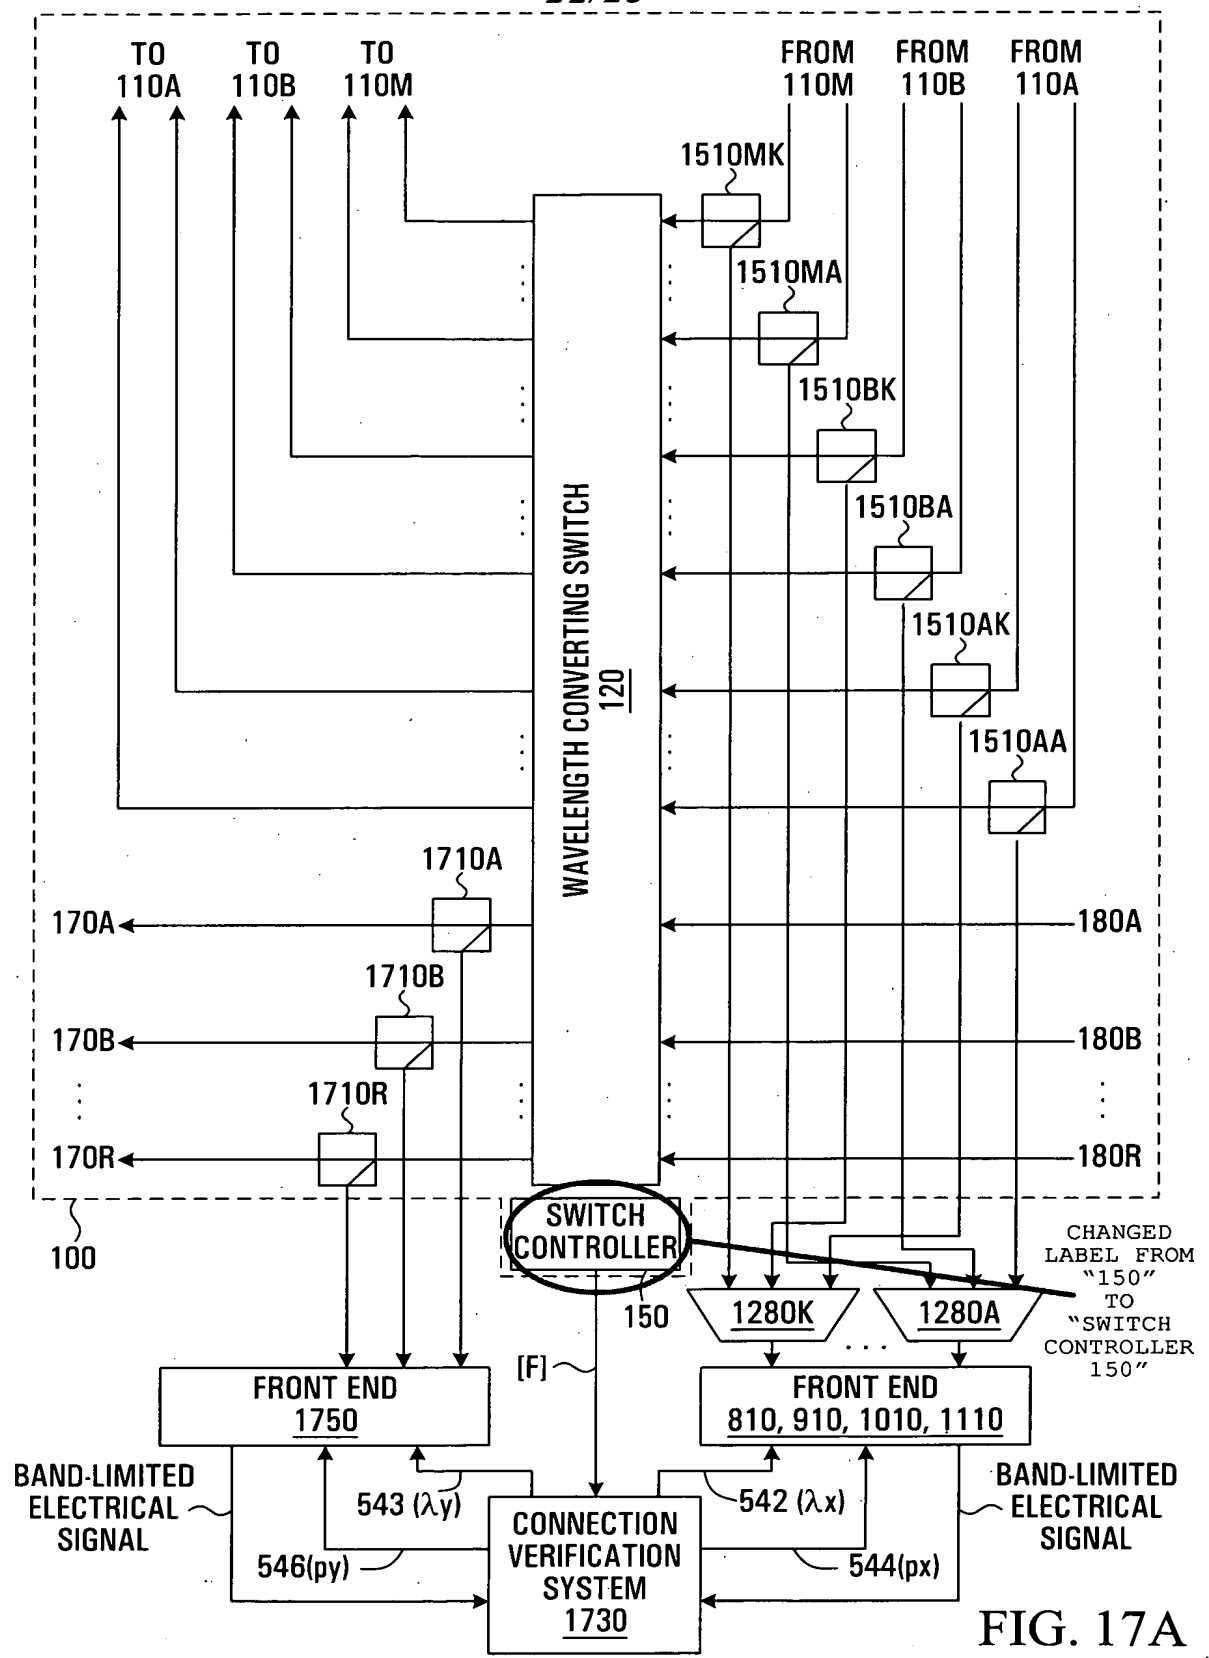 TO
110A
TO
110B
TO
110M
FROM
110M
FROM
110B
FROM
110A
1510MK
1510MA
1510BK
1510BA
1510AK
1510AA
WAVELENGTH CONVERTING SWITCH
120
1710A
170A
180A
1710B
170B
180B
1710R
170R
180R
100
SWITCH
CONTROLLER
150
CHANGED
LABEL FROM
"150"
TO
"SWITCH
CONTROLLER
150"
1280K
1280A
[F]
FRONT END
1750
FRONT END
810, 910, 1010, 1110
BAND-LIMITED
ELECTRICAL
SIGNAL
543 (λy)
542 (λx)
BAND-LIMITED
ELECTRICAL
SIGNAL
546(py)
544(px)
CONNECTION
VERIFICATION
SYSTEM
1730
FIG. 17A